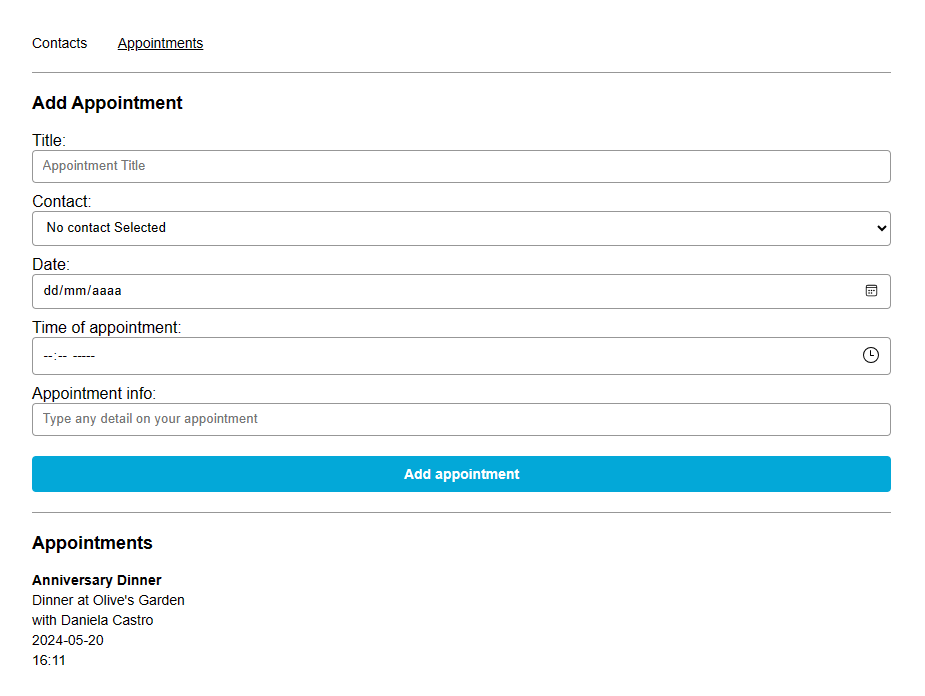 Contacts Appointments
Add Appointment
Title:
Appointment Title
Contact:
No contact Selected
Date:
dd/mm/aaaa
Time of appointment:
--:-- -----
Appointment info:
Type any detail on your appointment
Add appointment
Appointments
Anniversary Dinner
Dinner at Olive's Garden
with Daniela Castro
2024-05-20
16:11